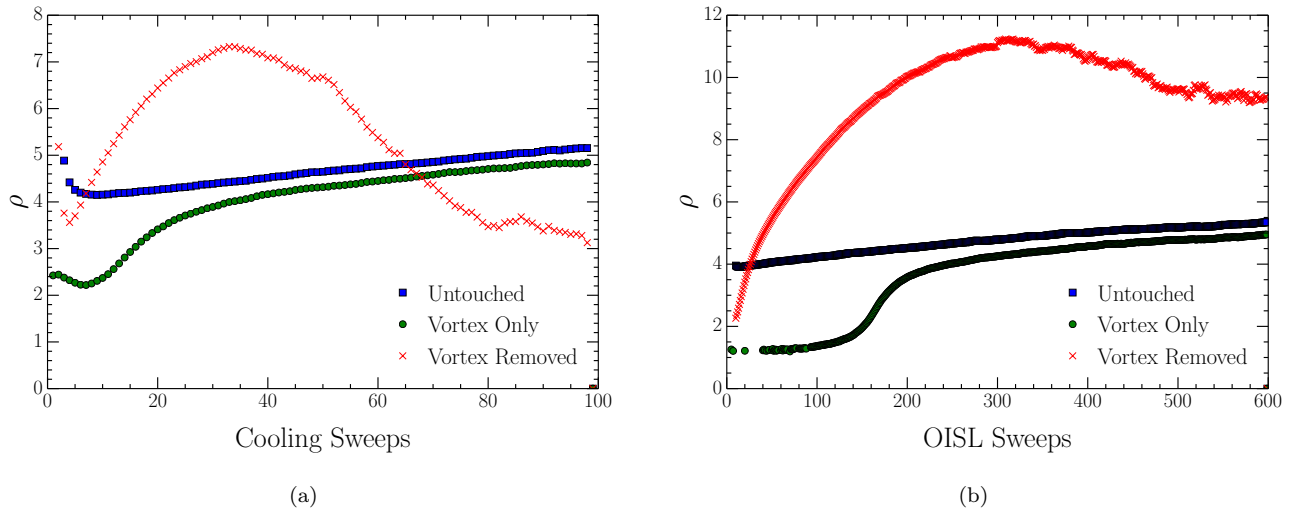 8
7
6
5
4
3
2
1
0
ρ
0 20 40 60 80 100
Cooling Sweeps
Untouched
Vortex Only
Vortex Removed
(a)
12
10
8
6
4
2
0
ρ
0 100 200 300 400 500 600
OISL Sweeps
Untouched
Vortex Only
Vortex Removed
(b)